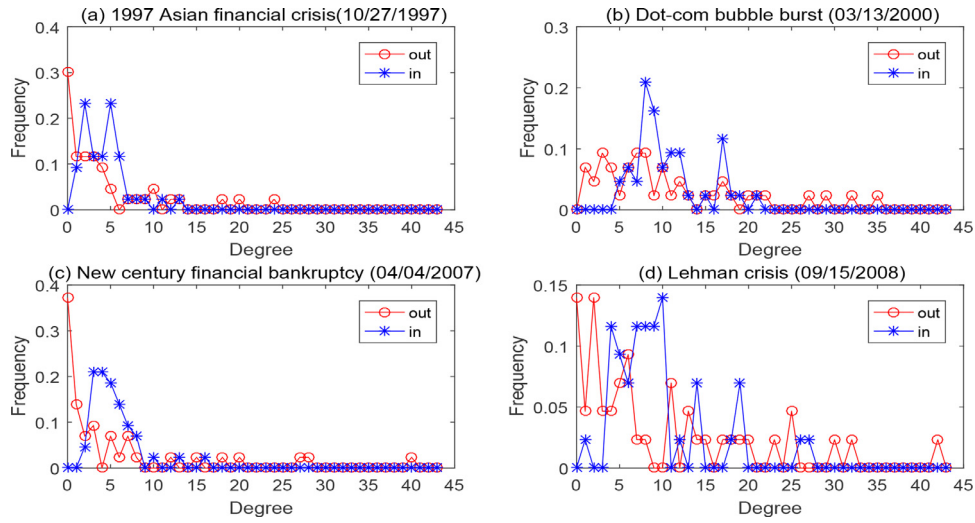 (a) 1997 Asian financial crisis(10/27/1997)
0.4
0.3
0.2
0.1
0
Frequency
out
in
0 5 10 15 20 25 30 35 40 45
Degree
(b) Dot-com bubble burst (03/13/2000)
0.3
0.2
0.1
0
Frequency
out
in
0 5 10 15 20 25 30 35 40 45
Degree
(c) New century financial bankruptcy (04/04/2007)
0.4
0.3
0.2
0.1
0
Frequency
out
in
0 5 10 15 20 25 30 35 40 45
Degree
(d) Lehman crisis (09/15/2008)
0.15
0.1
0.05
0
Frequency
out
in
0 5 10 15 20 25 30 35 40 45
Degree